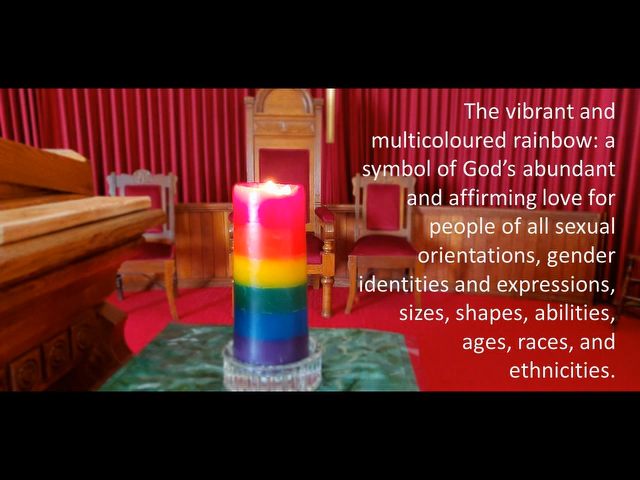 The vibrant and
multicoloured rainbow: a
symbol of God’s abundant
and affirming love for
people of all sexual
orientations, gender
identities and expressions,
sizes, shapes, abilities,
ages, races, and
ethnicities.